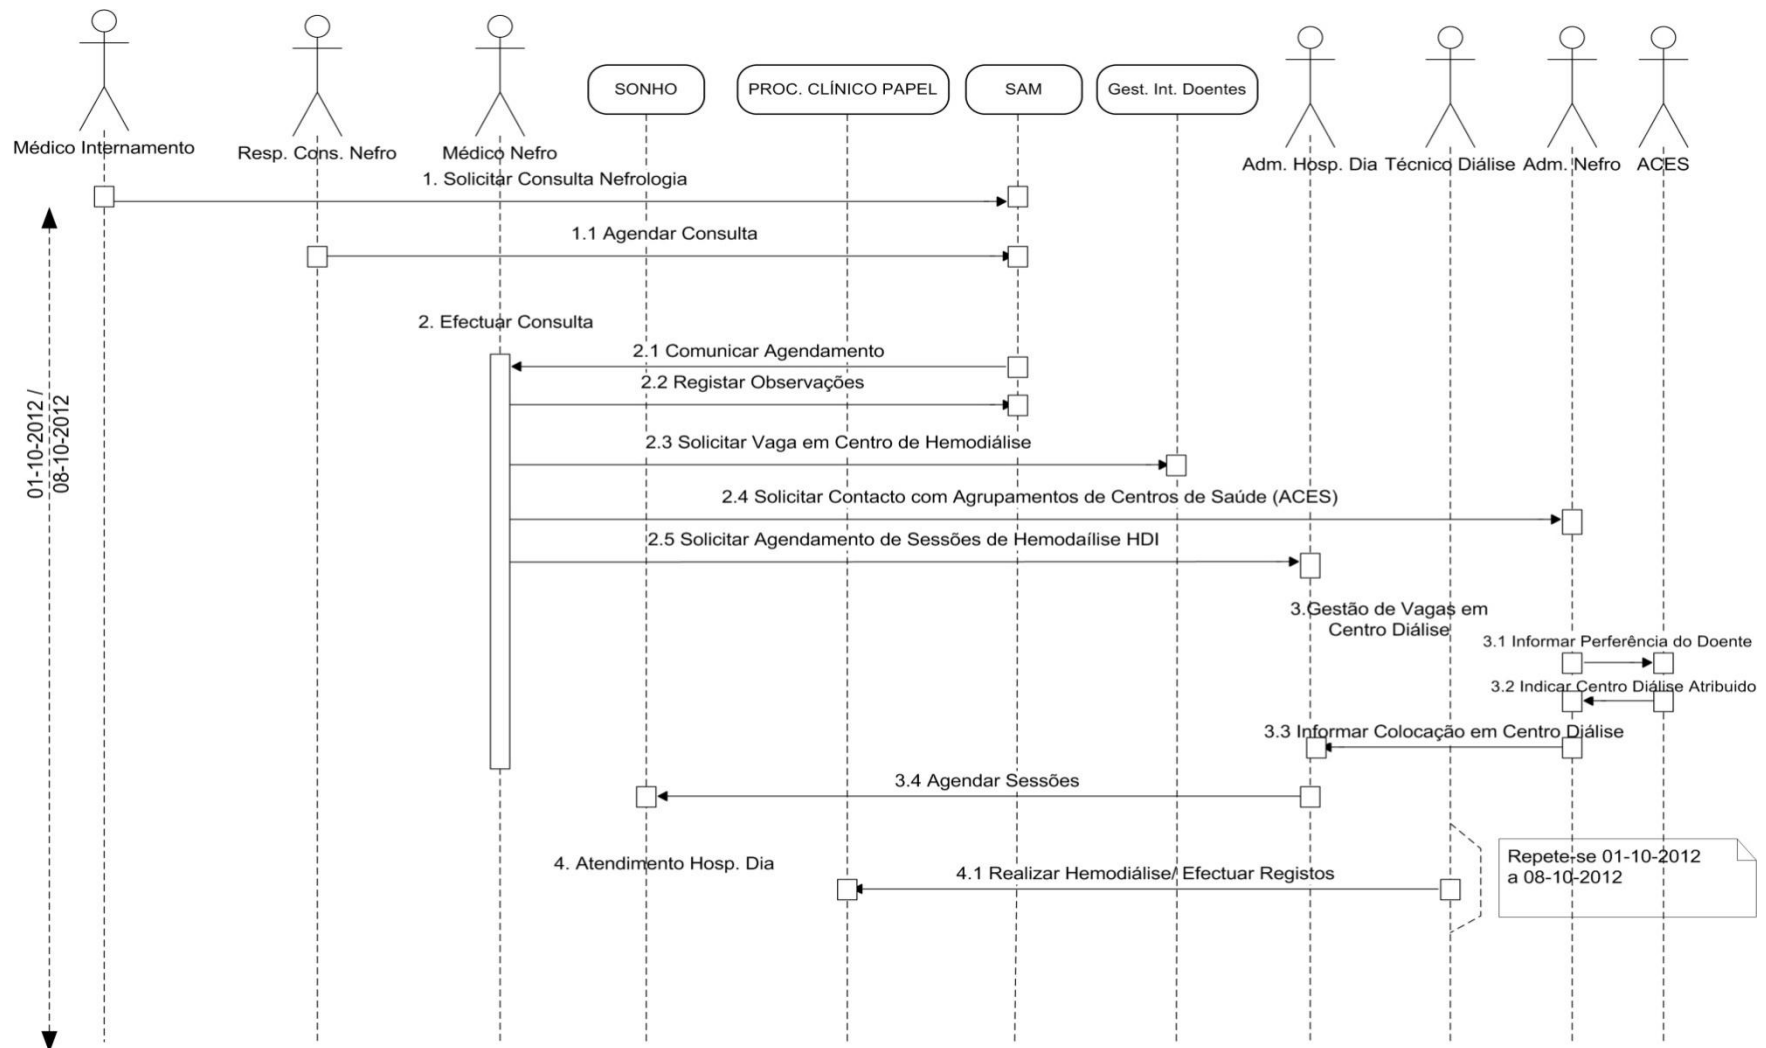 SONHO
PROC. CLÍNICO PAPEL
SAM
Gest. Int. Doentes
Médico Internamento
Resp. Cons. Nefro
Médico Nefro
Adm. Hosp. Dia
Técnico Diálise
Adm. Nefro
ACES
1. Solicitar Consulta Nefrologia
1.1 Agendar Consulta
2. Efectuar Consulta
2.1 Comunicar Agendamento
2.2 Registar Observações
01-10-2012 /
08-10-2012
2.3 Solicitar Vaga em Centro de Hemodiálise
2.4 Solicitar Contacto com Agrupamentos de Centros de Saúde (ACES)
2.5 Solicitar Agendamento de Sessões de Hemodaílise HDI
3.Gestão de Vagas em
Centro Diálise
3.1 Informar Perferência do Doente
3.2 Indicar Centro Diálise Atribuido
3.3 Informar Colocação em Centro Diálise
3.4 Agendar Sessões
4. Atendimento Hosp. Dia
4.1 Realizar Hemodiálise/ Efectuar Registos
Repete-se 01-10-2012
a 08-10-2012